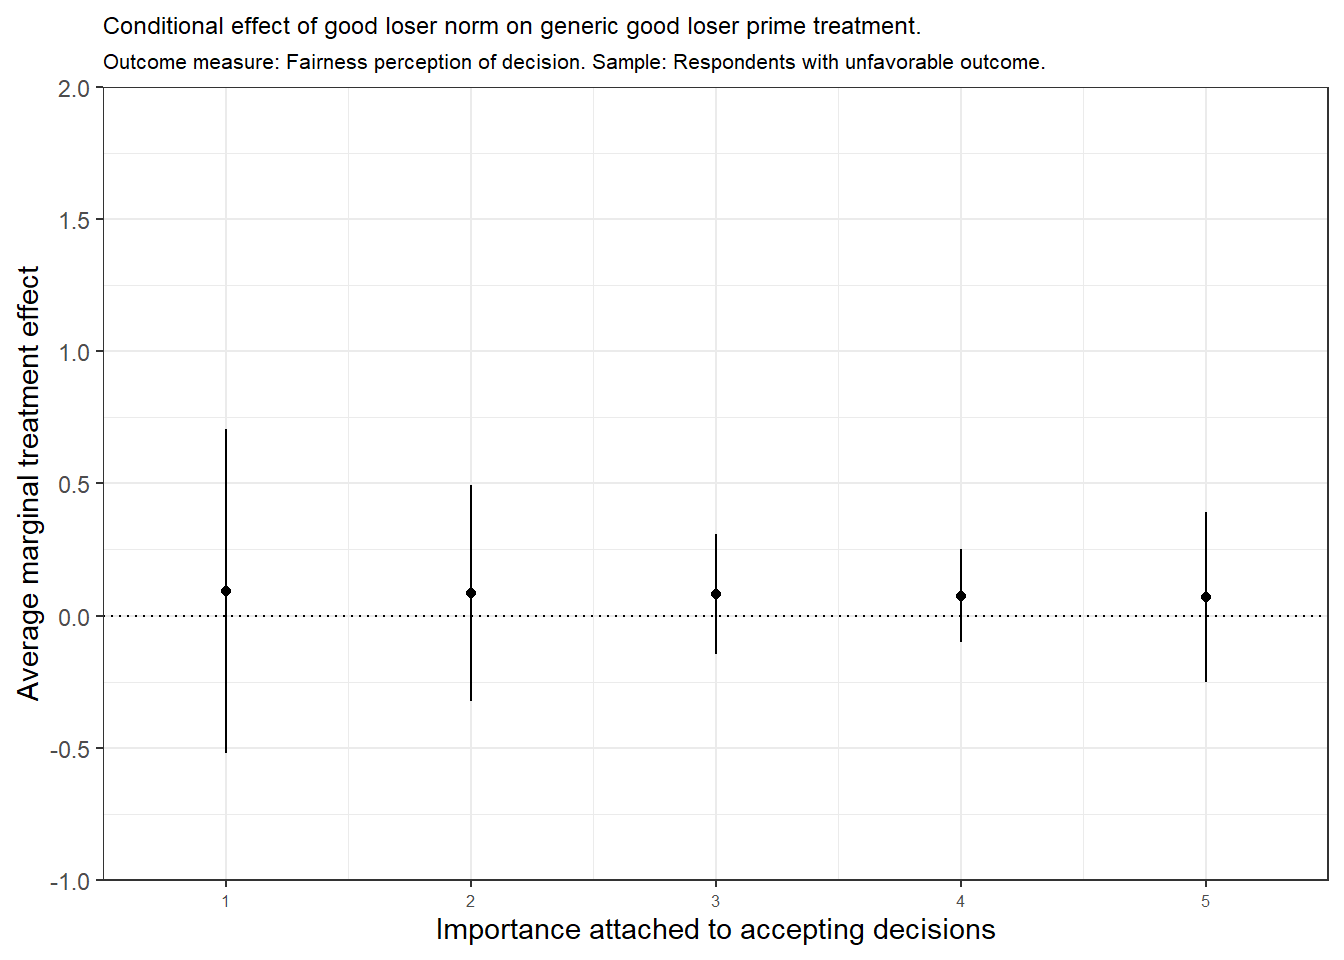 Conditional effect of good loser norm on generic good loser prime treatment.
Outcome measure: Fairness perception of decision. Sample: Respondents with unfavorable outcome.
Average marginal treatment effect
2.0
1.5
1.0
0.5
0.0
-0.5
-1.0
1 2 3 4 5
Importance attached to accepting decisions